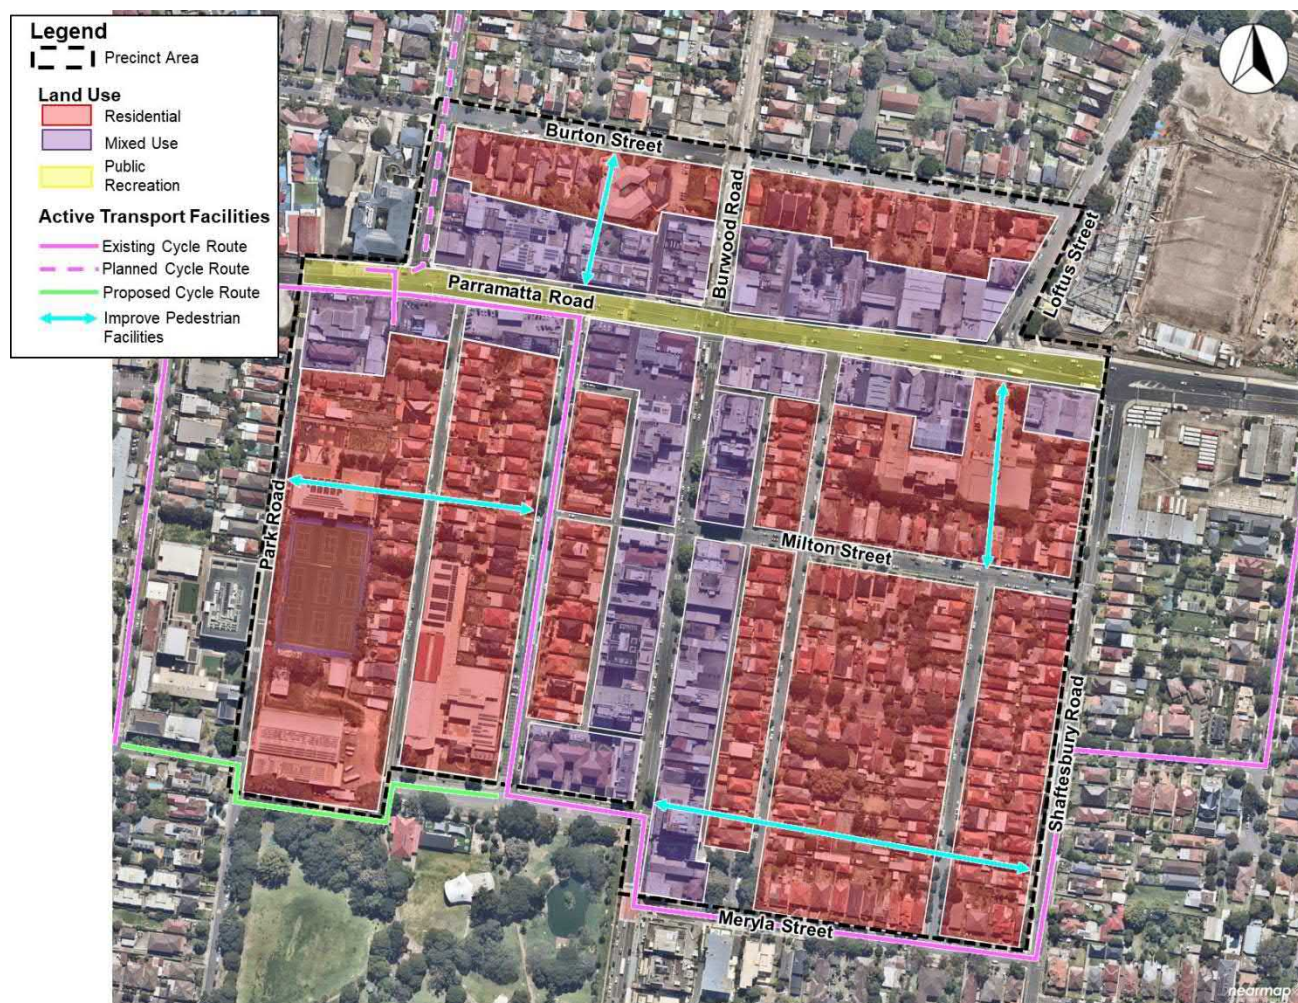 Legend
Precinct Area
Land Use
Residential
Mixed Use
Public
Recreation
Active Transport Facilities
Existing Cycle Route
Planned Cycle Route
Proposed Cycle Route
Improve Pedestrian
Facilities
Burton Street
Burwood Road
Loftus Street
Parramatta Road
Park Road
Milton Street
Shaftesbury Road
Meryla Street
nearmap